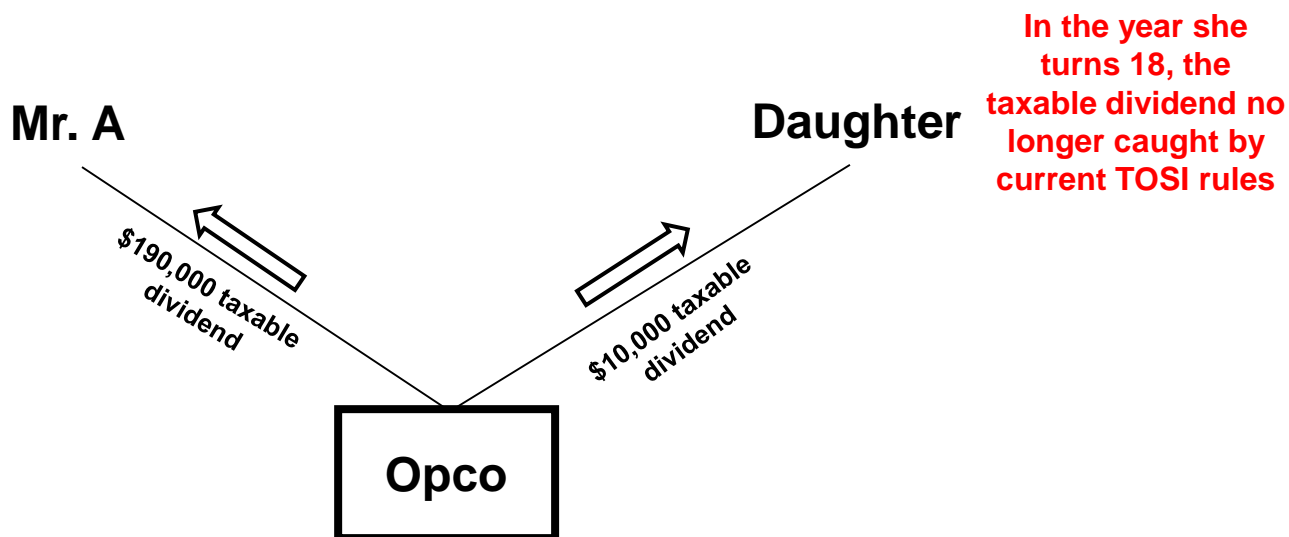 Mr. A
Daughter
In the year she
turns 18, the
taxable dividend no
longer caught by
current TOSI rules
$190,000 taxable
dividend
$10,000 taxable
dividend
Opco